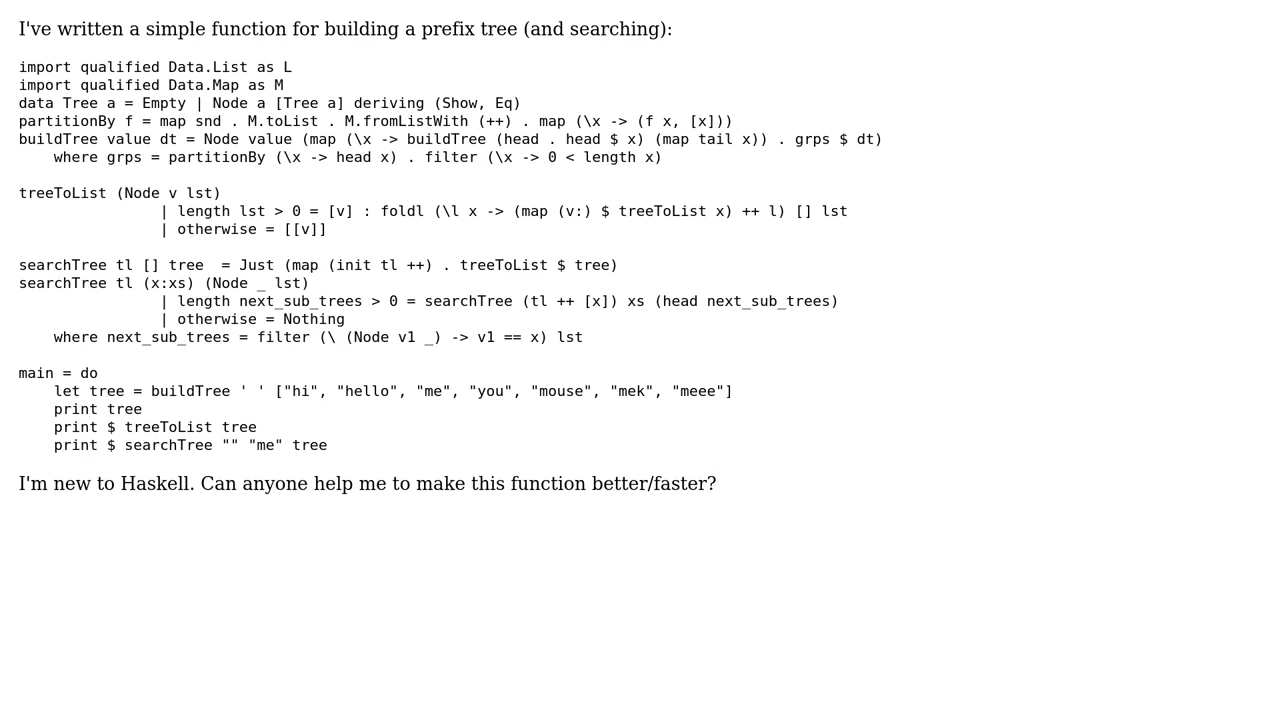 I've written a simple function for building a prefix tree (and searching):
import qualified Data.List as L
import qualified Data.Map as M
data Tree a = Empty | Node a [Tree a] deriving (Show, Eq)
partitionBy f = map snd . M.toList . M.fromListWith (++) . map (\x -> (f x, [x]))
buildTree value dt = Node value (map (\x -> buildTree (head . head $ x) (map tail x)) . grps $ dt)
    where grps = partitionBy (\x -> head x) . filter (\x -> 0 < length x)

treeToList (Node v lst)
                | length lst > 0 = [v] : foldl (\l x -> (map (v:) $ treeToList x) ++ l) [] lst
                | otherwise = [[v]]

searchTree tl [] tree  = Just (map (init tl ++) . treeToList $ tree)
searchTree tl (x:xs) (Node _ lst)
                | length next_sub_trees > 0 = searchTree (tl ++ [x]) xs (head next_sub_trees)
                | otherwise = Nothing
    where next_sub_trees = filter (\ (Node v1 _) -> v1 == x) lst

main = do
    let tree = buildTree ' ' ["hi", "hello", "me", "you", "mouse", "mek", "meee"]
    print tree
    print $ treeToList tree
    print $ searchTree "" "me" tree
I'm new to Haskell. Can anyone help me to make this function better/faster?